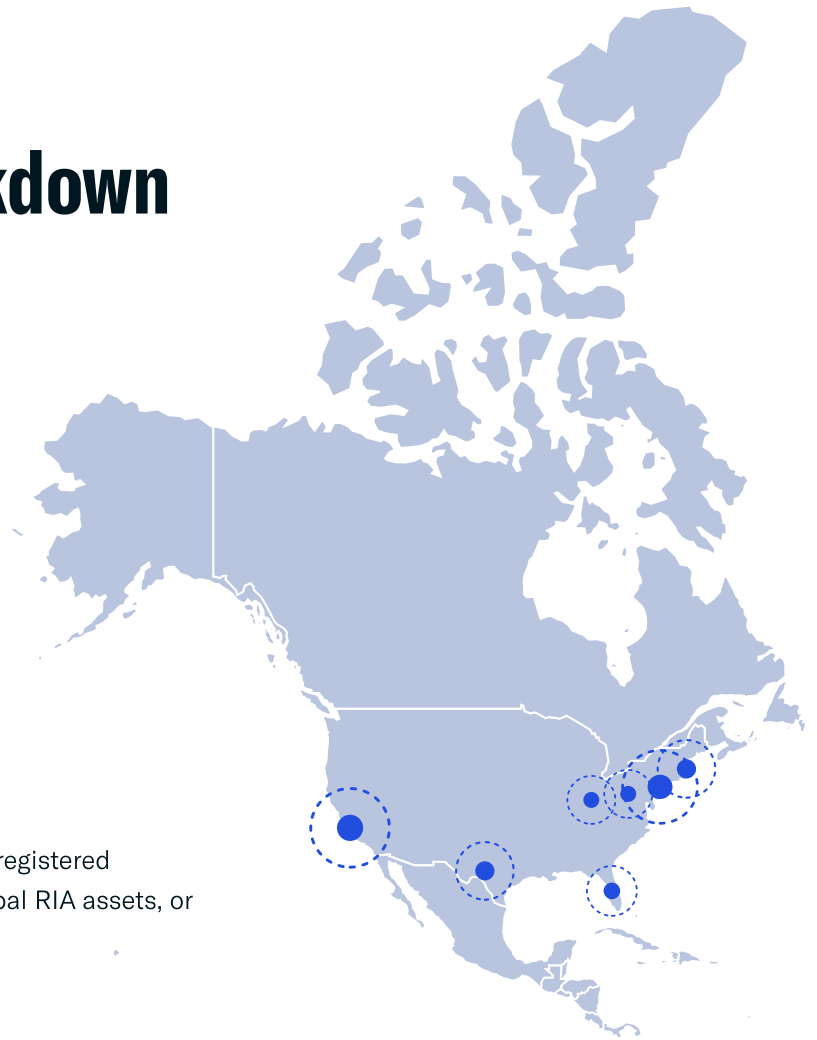 kdown
registered
bal RIA assets, or